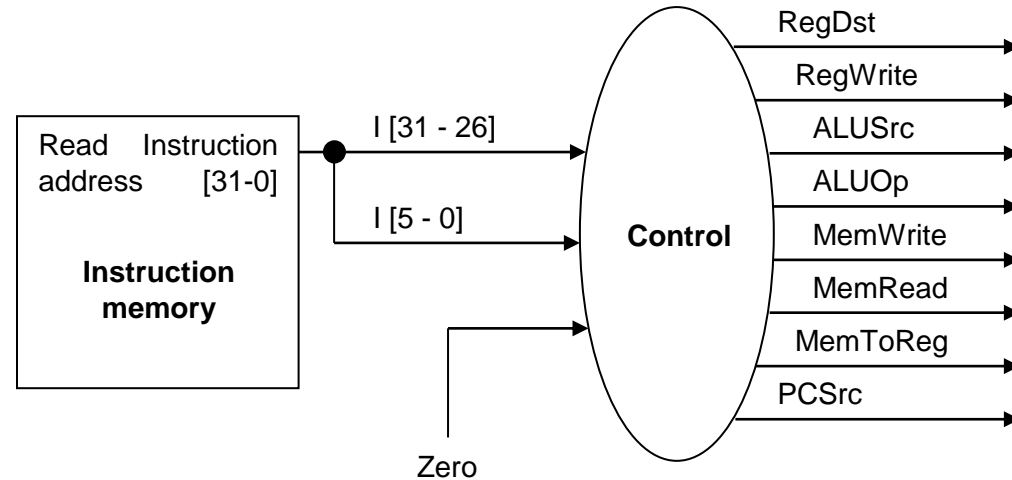 RegDst
RegWrite
ALUSrc
ALUOp
MemWrite
MemRead
MemToReg
PCSrc
I [31 - 26]
I [5 - 0]
Read Instruction
address [31-0]
Instruction
memory
Control
Zero